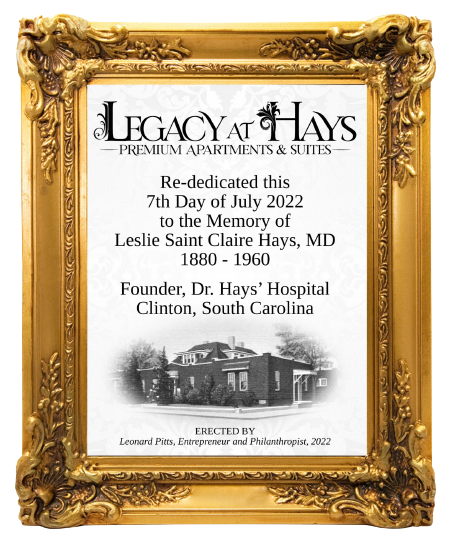 LEGACY AT HAYS
PREMIUM APARTMENTS & SUITES
Re-dedicated this
7th Day of July 2022
to the Memory of
Leslie Saint Claire Hays, MD
1880 - 1960
Founder, Dr. Hays’ Hospital
Clinton, South Carolina
ERECTED BY
Leonard Pitts, Entrepreneur and Philanthropist, 2022